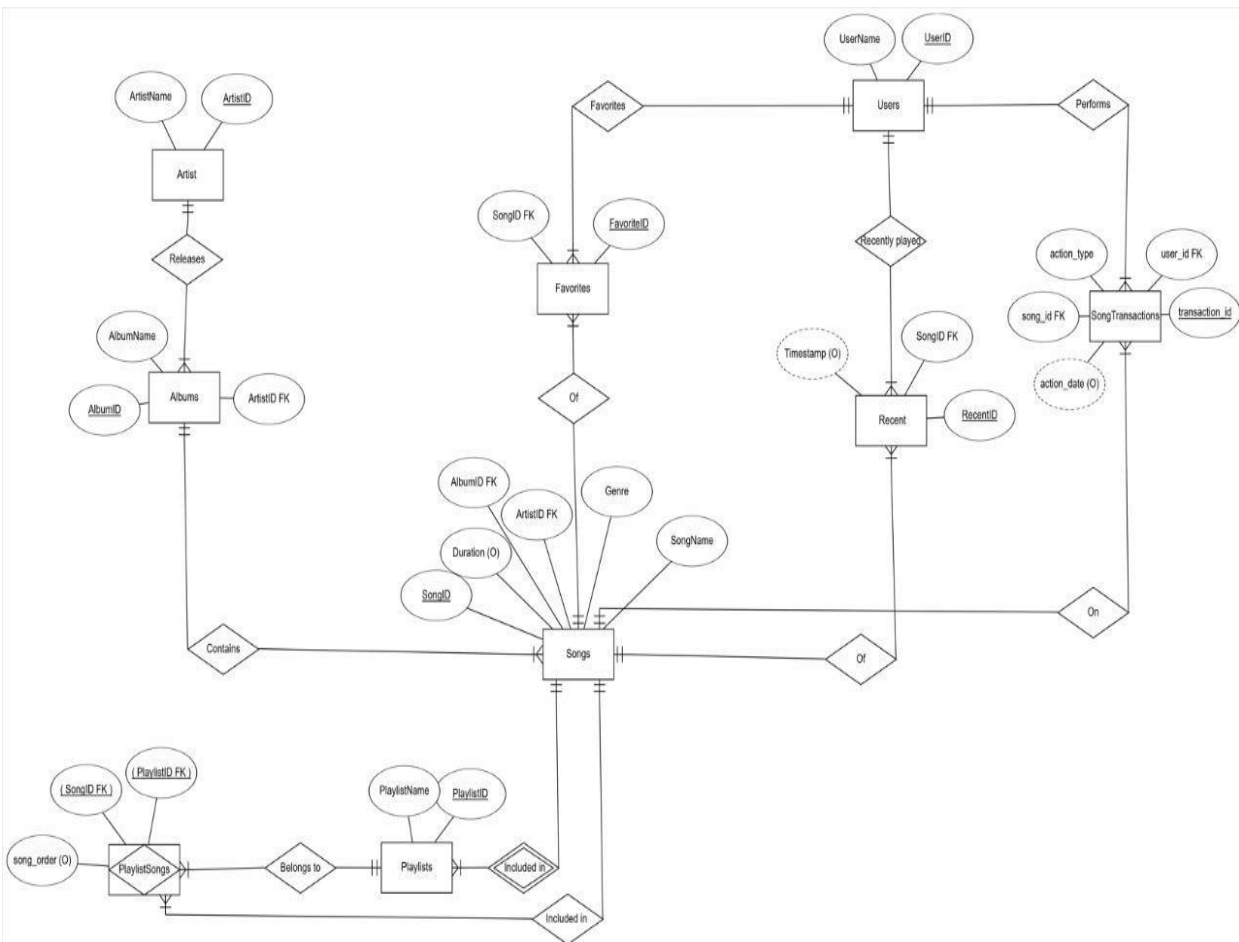 UserName
UserID
ArtistName
ArtistID
Favorites
Users
Performs
Artist
SongID FK
FavoriteID
Recently played
Releases
Favorites
action_type
user_id FK
song_id FK
SongTransactions
transaction_id
AlbumName
Timestamp (O)
SongID FK
action_date (O)
AlbumID
Albums
ArtistID FK
Of
Recent
RecentID
AlbumID FK
Genre
ArtistID FK
Duration (O)
SongName
SongID
Contains
Songs
Of
On
( PlaylistID FK )
( SongID FK )
PlaylistName
PlaylistID
song_order (O)
PlaylistSongs
Belongs to
Playlists
Included in
Included in